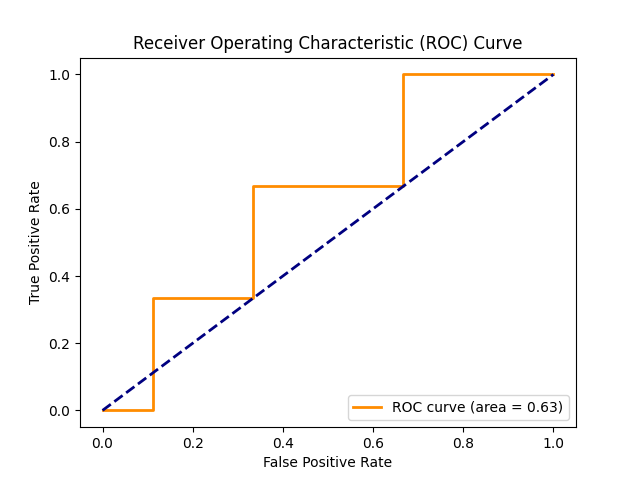 Receiver Operating Characteristic (ROC) Curve
1.0
0.8
0.6
0.4
0.2
0.0
True Positive Rate
ROC curve (area = 0.63)
0.0 0.2 0.4 0.6 0.8 1.0
False Positive Rate